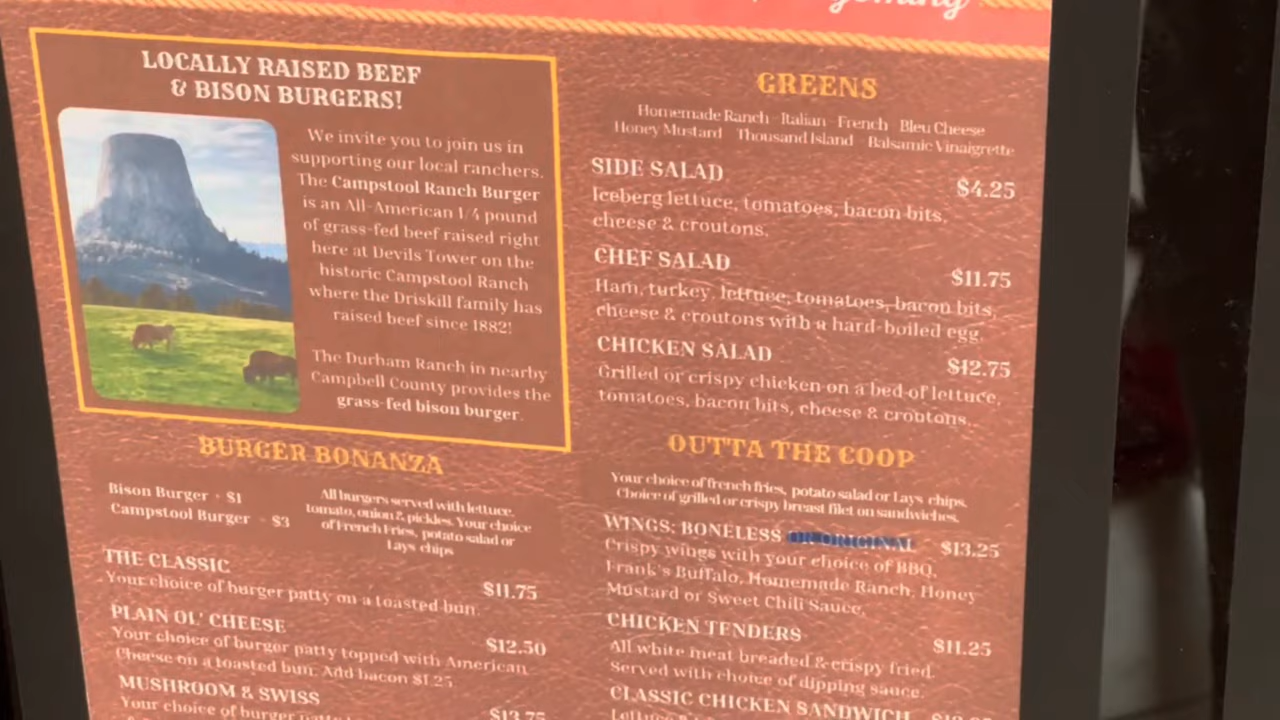 LOCALLY RAISED BEEF
& BISON BURGERS!
We invite you to join us in
supporting our local ranchers.
The Campstool Ranch Burger
is an All-American 1/4 pound
of grass-fed beef raised right
here at Devils Tower on the
historic Campstool Ranch
where the Driskill family has
raised beef since 1882!
The Durham Ranch in nearby
Campbell County provides the
grass-fed bison burger.
BURGER BONANZA
Bison Burger - $1
Campstool Burger - $3
All burgers served with lettuce,
tomato, onion & pickles. Your choice
of French Fries, potato salad or
Lays chips
THE CLASSIC
$11.75
Your choice of burger patty on a toasted bun.
PLAIN OL' CHEESE
$12.50
Your choice of burger patty topped with American
Cheese on a toasted bun. Add bacon $1.25
MUSHROOM & SWISS
$13.75
Your choice of burger
GREENS
Homemade Ranch - Italian - French - Bleu Cheese
Honey Mustard - Thousand Island - Balsamic Vinaigrette
SIDE SALAD
$4.25
Iceberg lettuce, tomatoes, bacon bits,
cheese & croutons.
CHEF SALAD
$11.75
Ham, turkey, lettuce, tomatoes, bacon bits,
cheese & croutons with a hard-boiled egg.
CHICKEN SALAD
$12.75
Grilled or crispy chicken on a bed of lettuce,
tomatoes, bacon bits, cheese & croutons.
OUTTA THE COOP
Your choice of french fries, potato salad or Lays chips.
Choice of grilled or crispy breast filet on sandwiches.
WINGS: BONELESS OR ORIGINAL
$13.25
Crispy wings with your choice of BBQ,
Frank's Buffalo, Homemade Ranch, Honey
Mustard or Sweet Chili Sauce.
CHICKEN TENDERS
$11.25
All white meat breaded & crispy fried.
served with choice of dipping sauce.
CLASSIC CHICKEN SANDWICH